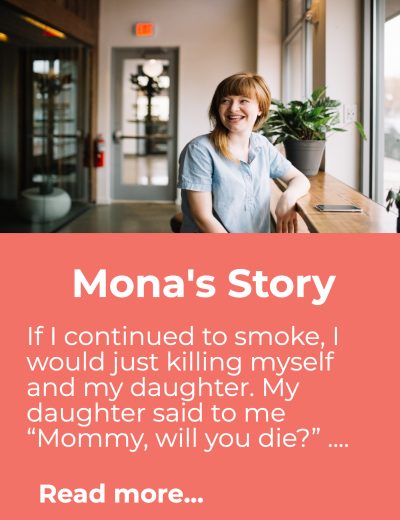 Mona's Story
If I continued to smoke, I
would just killing myself
and my daughter. My
daughter said to me
“Mommy, will you die?” ....
Read more...